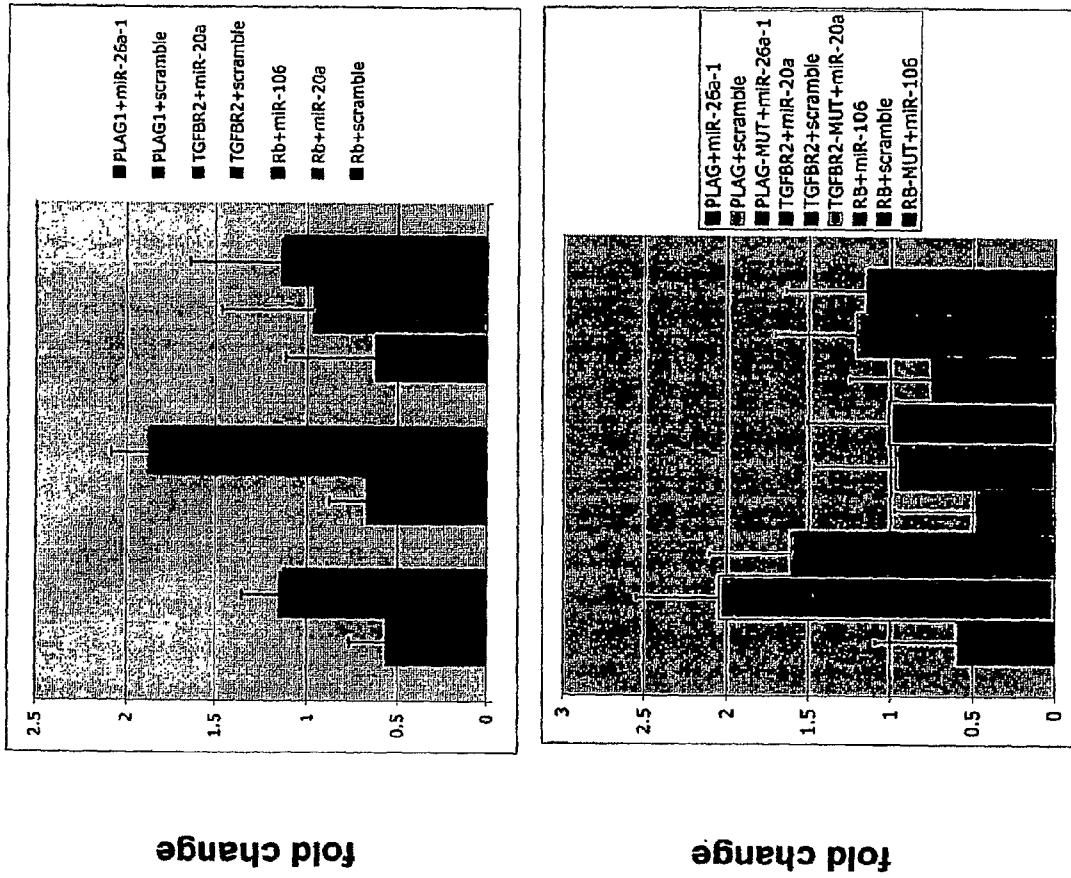 fold change
2.5
2
1.5
1
0.5
0
PLAG1+miR-26a-1
PLAG1+scramble
TGFBR2+miR-20a
TGFBR2+scramble
Rb+miR-106
Rb+miR-20a
Rb+scramble
fold change
3
2.5
2
1.5
1
0.5
0
PLAG+miR-26a-1
PLAG+scramble
PLAG-MUT+miR-26a-1
TGFBR2+miR-20a
TGFBR2+scramble
TGFBR2-MUT+miR-20a
RB+miR-106
RB+scramble
RB-MUT+miR-106